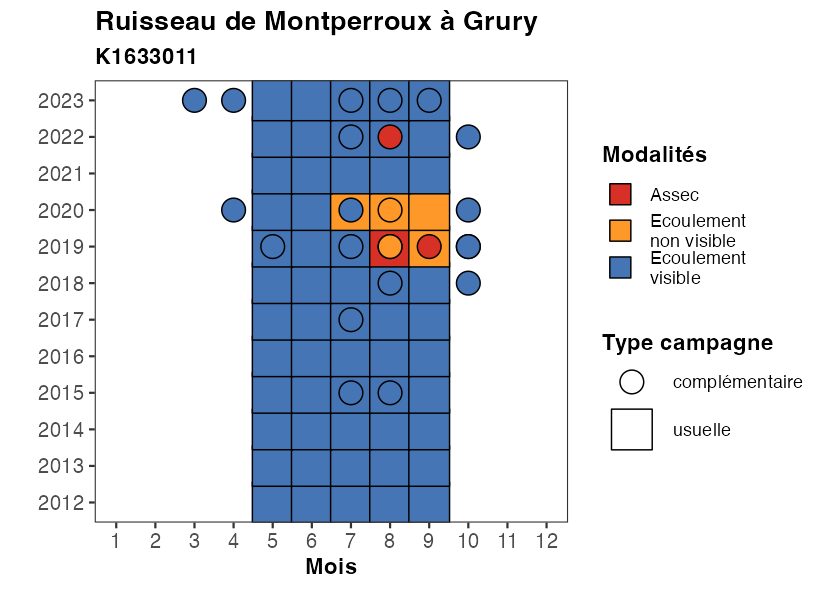 Ruisseau de Montperroux à Grury
K1633011
2023
2022
2021
2020
2019
2018
2017
2016
2015
2014
2013
2012
1 2 3 4 5 6 7 8 9 10 11 12
Mois
Modalités
Assec
Ecoulement
non visible
Ecoulement
visible
Type campagne
complémentaire
usuelle